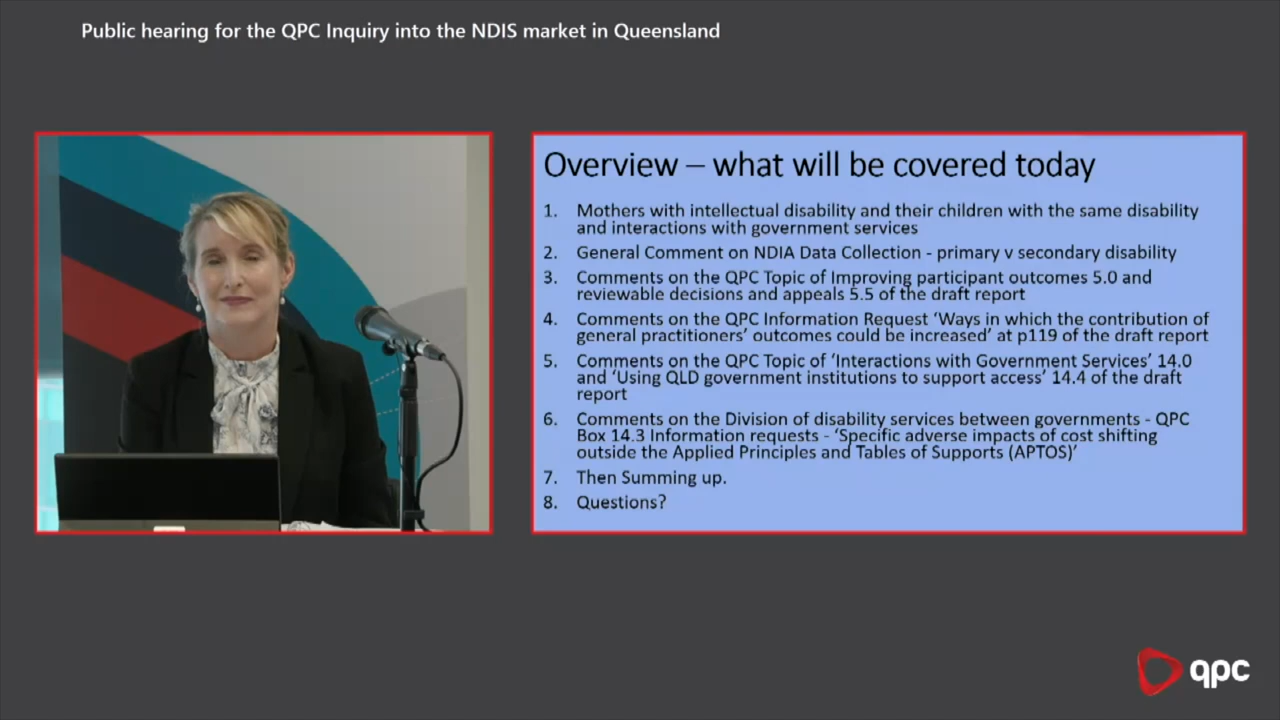 Public hearing for the QPC Inquiry into the NDIS market in Queensland
Overview – what will be covered today
1. Mothers with intellectual disability and their children with the same disability
and interactions with government services
2. General Comment on NDIA Data Collection - primary v secondary disability
3. Comments on the QPC Topic of Improving participant outcomes 5.0 and
reviewable decisions and appeals 5.5 of the draft report
4. Comments on the QPC Information Request ‘Ways in which the contribution of
general practitioners’ outcomes could be increased’ at p119 of the draft report
5. Comments on the QPC Topic of ‘Interactions with Government Services’ 14.0
and ‘Using QLD government institutions to support access’ 14.4 of the draft
report
6. Comments on the Division of disability services between governments - QPC
Box 14.3 Information requests - ‘Specific adverse impacts of cost shifting
outside the Applied Principles and Tables of Supports (APTOS)’
7. Then Summing up.
8. Questions?
qpc